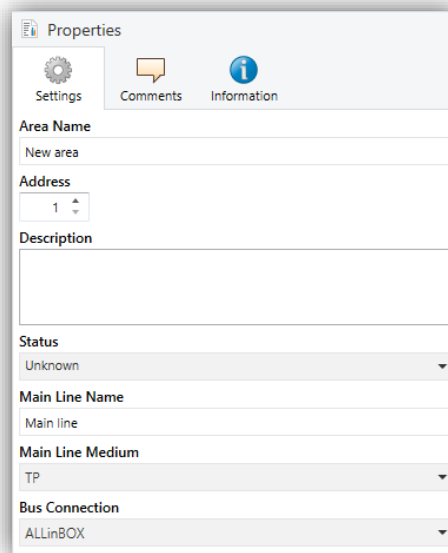 Properties
Settings Comments Information
Area Name
New area
Address
1
Description
Status
Unknown
Main Line Name
Main line
Main Line Medium
TP
Bus Connection
ALLinBOX